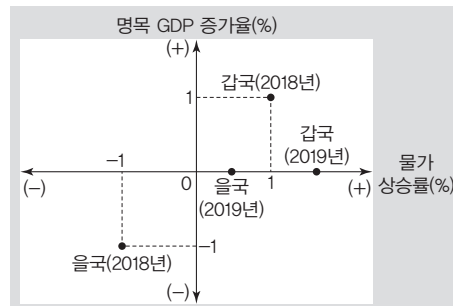 명목 GDP 증가율(%)
(+)
갑국(2018년)
1
갑국
(2019년)
-1
물가
상승률(%)
(-)
0
을국
(2019년)
1
(+)
-1
을국(2018년)
(-)